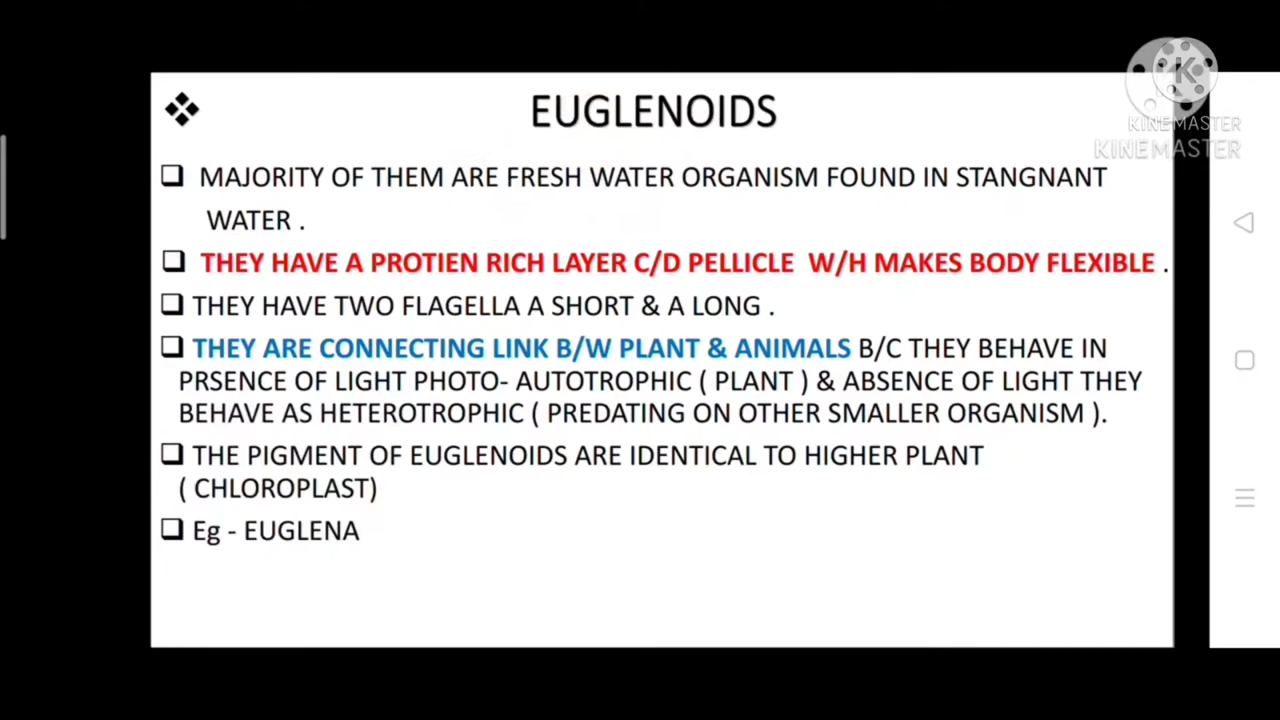 EUGLENOIDS
KINEMASTER
KINEMASTER
MAJORITY OF THEM ARE FRESH WATER ORGANISM FOUND IN STANGNANT
WATER .
THEY HAVE A PROTIEN RICH LAYER C/D PELLICLE W/H MAKES BODY FLEXIBLE .
THEY HAVE TWO FLAGELLA A SHORT & A LONG .
THEY ARE CONNECTING LINK B/W PLANT & ANIMALS B/C THEY BEHAVE IN
PRSENCE OF LIGHT PHOTO- AUTOTROPHIC ( PLANT ) & ABSENCE OF LIGHT THEY
BEHAVE AS HETEROTROPHIC ( PREDATING ON OTHER SMALLER ORGANISM ).
THE PIGMENT OF EUGLENOIDS ARE IDENTICAL TO HIGHER PLANT
( CHLOROPLAST)
Eg - EUGLENA